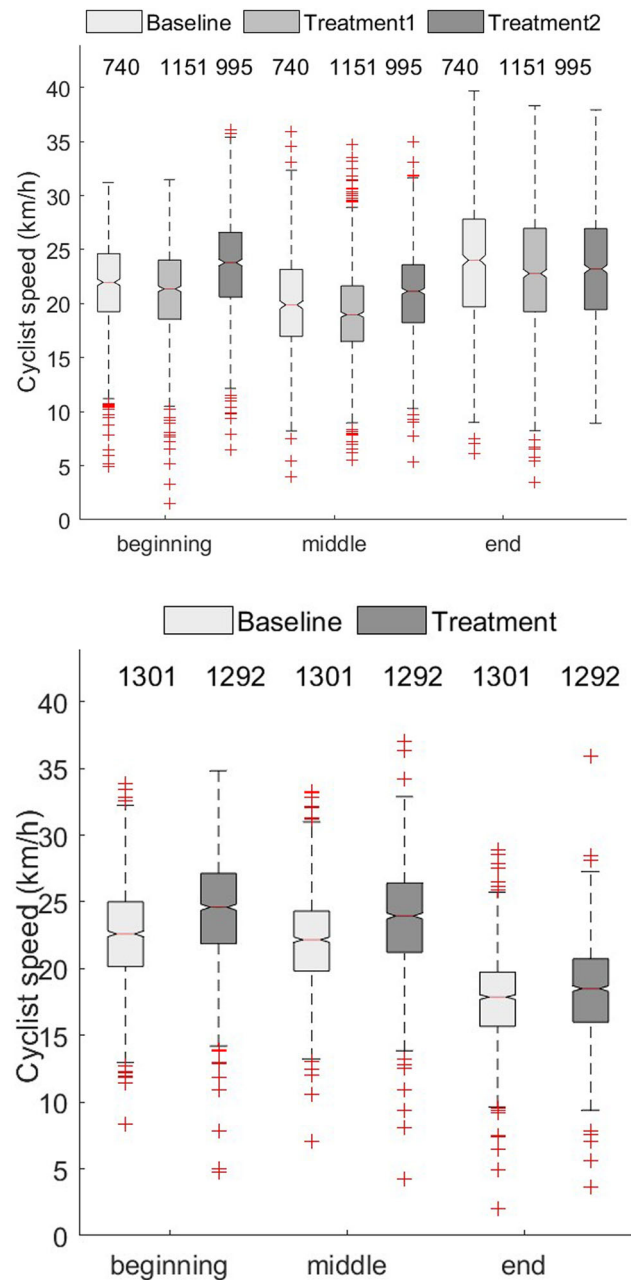 Baseline Treatment1 Treatment2
740 1151 995 740 1151 995 740 1151 995
40
35
30
25
20
15
10
5
0
Cyclist speed (km/h)
beginning middle end
Baseline Treatment
1301 1292 1301 1292 1301 1292
40
35
30
25
20
15
10
5
0
Cyclist speed (km/h)
beginning middle end